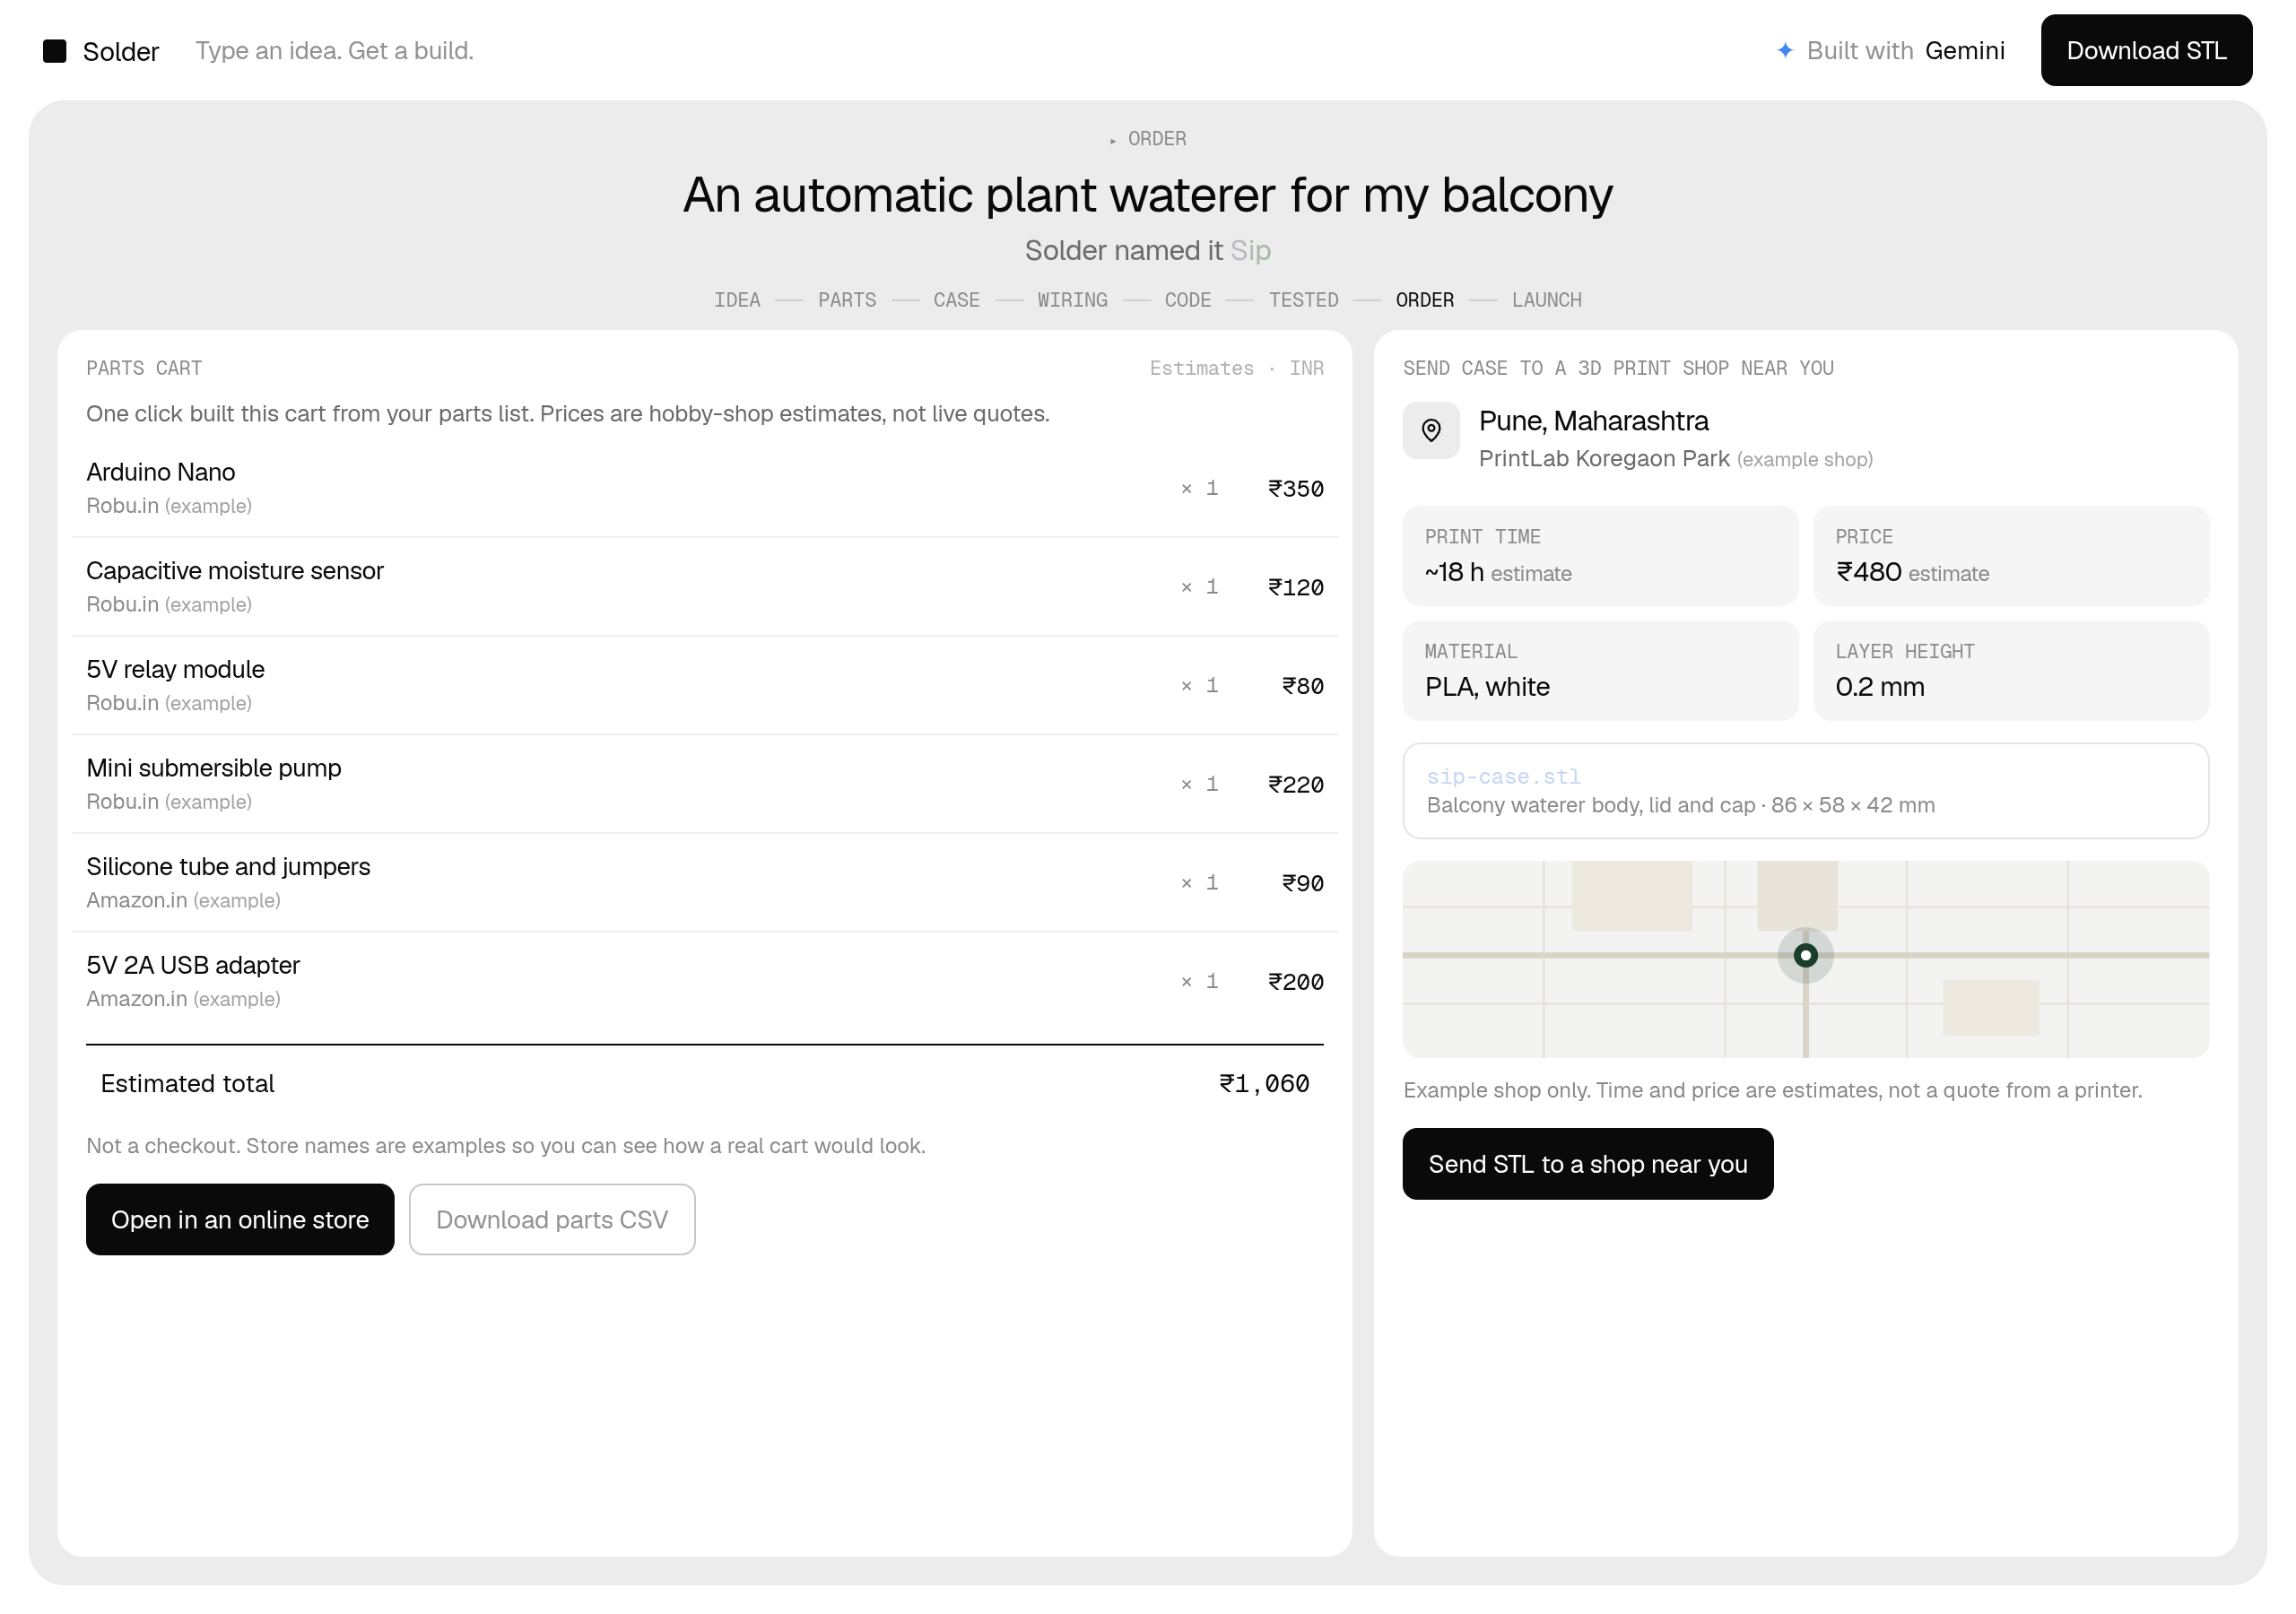 Solder
Type an idea. Get a build.
✦ Built with Gemini
Download STL
▸ ORDER
An automatic plant waterer for my balcony
Solder named it Sip
IDEA — PARTS — CASE — WIRING — CODE — TESTED — ORDER — LAUNCH
PARTS CART
Estimates · INR
One click built this cart from your parts list. Prices are hobby-shop estimates, not live quotes.
Arduino Nano
Robu.in (example)
× 1 ₹350
Capacitive moisture sensor
Robu.in (example)
× 1 ₹120
5V relay module
Robu.in (example)
× 1 ₹80
Mini submersible pump
Robu.in (example)
× 1 ₹220
Silicone tube and jumpers
Amazon.in (example)
× 1 ₹90
5V 2A USB adapter
Amazon.in (example)
× 1 ₹200
Estimated total ₹1,060
Not a checkout. Store names are examples so you can see how a real cart would look.
Open in an online store
Download parts CSV
SEND CASE TO A 3D PRINT SHOP NEAR YOU
Pune, Maharashtra
PrintLab Koregaon Park (example shop)
PRINT TIME
~18 h estimate
PRICE
₹480 estimate
MATERIAL
PLA, white
LAYER HEIGHT
0.2 mm
sip-case.stl
Balcony waterer body, lid and cap · 86 × 58 × 42 mm
Example shop only. Time and price are estimates, not a quote from a printer.
Send STL to a shop near you